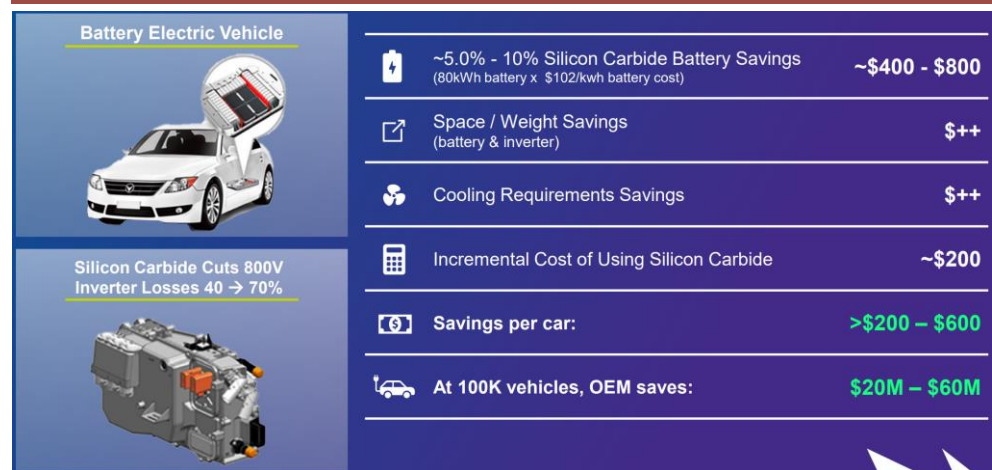 Battery Electric Vehicle
Silicon Carbide Cuts 800V
Inverter Losses 40 → 70%
~5.0% - 10% Silicon Carbide Battery Savings
(80kWh battery x $102/kwh battery cost)
~$400 - $800
Space / Weight Savings
(battery & inverter)
$++
Cooling Requirements Savings
$++
Incremental Cost of Using Silicon Carbide
~$200
Savings per car:
>$200 – $600
At 100K vehicles, OEM saves:
$20M – $60M